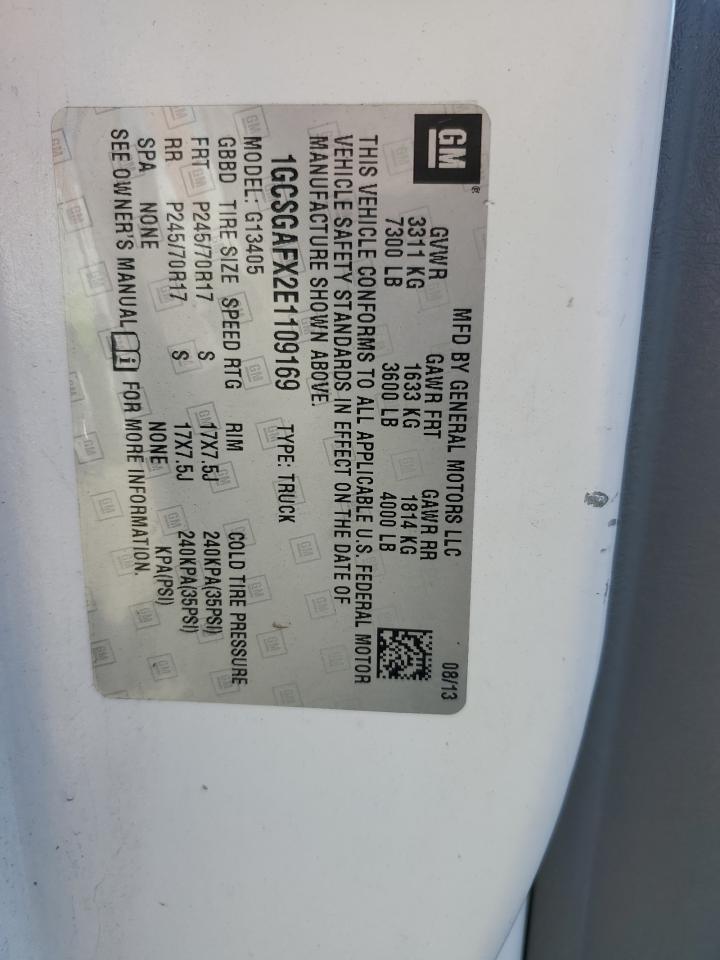 GM®
MFD BY GENERAL MOTORS LLC 08/13
GVWR GAWR FRT GAWR RR
3311 KG 1633 KG 1814 KG
7300 LB 3600 LB 4000 LB
THIS VEHICLE CONFORMS TO ALL APPLICABLE U.S. FEDERAL MOTOR
VEHICLE SAFETY STANDARDS IN EFFECT ON THE DATE OF
MANUFACTURE SHOWN ABOVE.
1GCSGAFX2E1109169 TYPE: TRUCK
MODEL: G13405
GBBD TIRE SIZE SPEED RTG RIM COLD TIRE PRESSURE
FRT P245/70R17 S 17X7.5J 240KPA(35PSI)
RR P245/70R17 S 17X7.5J 240KPA(35PSI)
SPA NONE NONE KPA(PSI)
SEE OWNER'S MANUAL i FOR MORE INFORMATION.